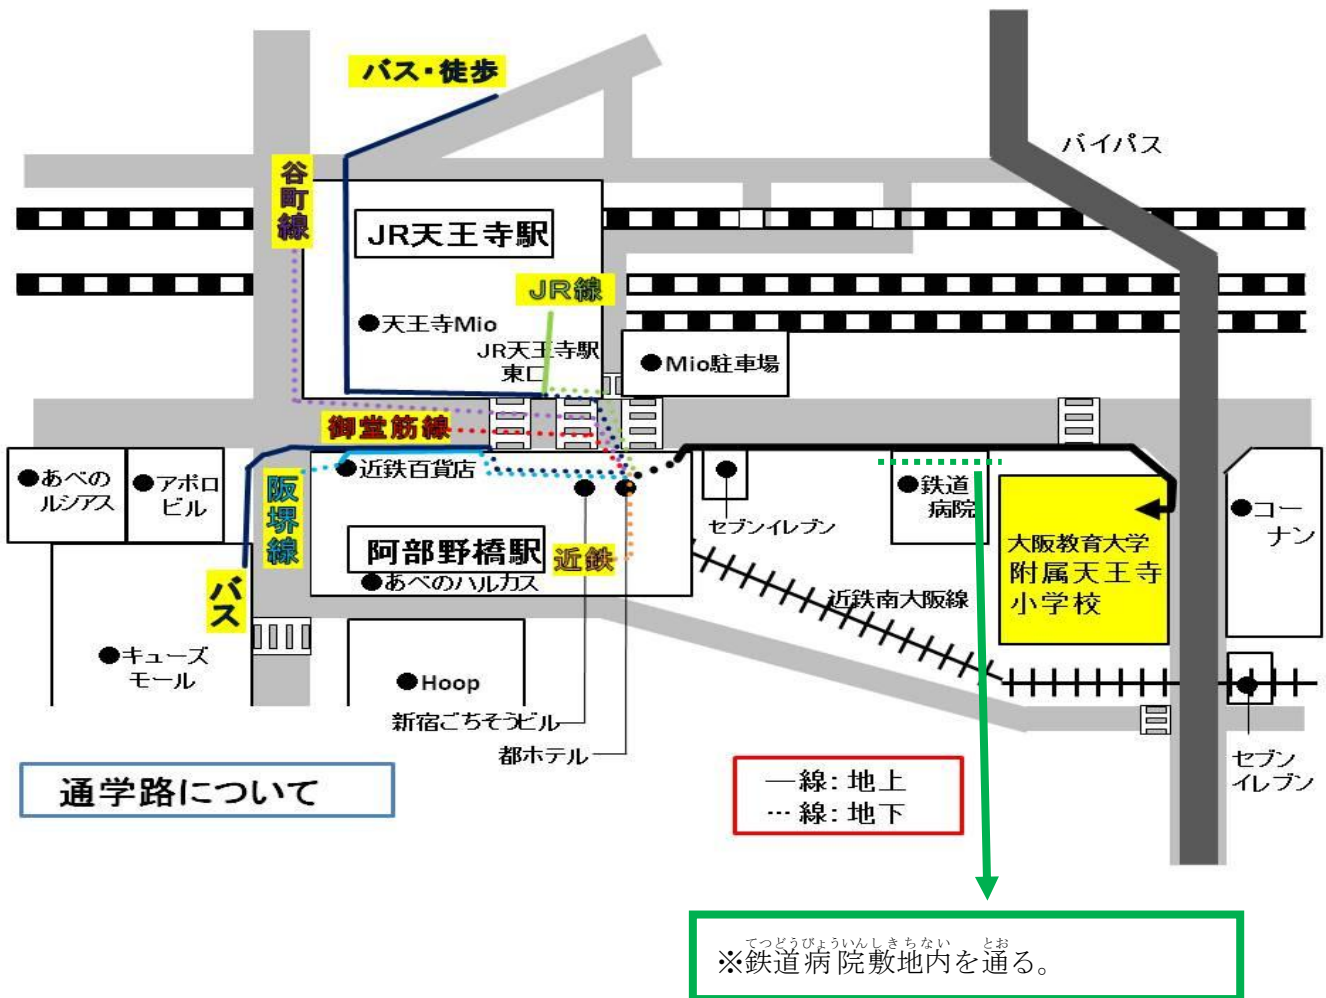 バス・徒歩
バイパス
谷
町
線
JR天王寺駅
JR線
●天王寺Mio
JR天王寺駅
東口
●Mio駐車場
御堂筋線
●あべの
ルシアス
●アポロ
ビル
阪
堺
線
●近鉄百貨店
セブンイレブン
●鉄道
病院
●コー
ナン
阿部野橋駅
近鉄
●あべのハルカス
大阪教育大学
附属天王寺
小学校
バ
ス
近鉄南大阪線
●キューズ
モール
●Hoop
新宿ごちそうビル
都ホテル
セブン
イレブン
通学路について
―線：地上
…線：地下
てつどうびょういんしきちない とお
※鉄道病院敷地内を通る。